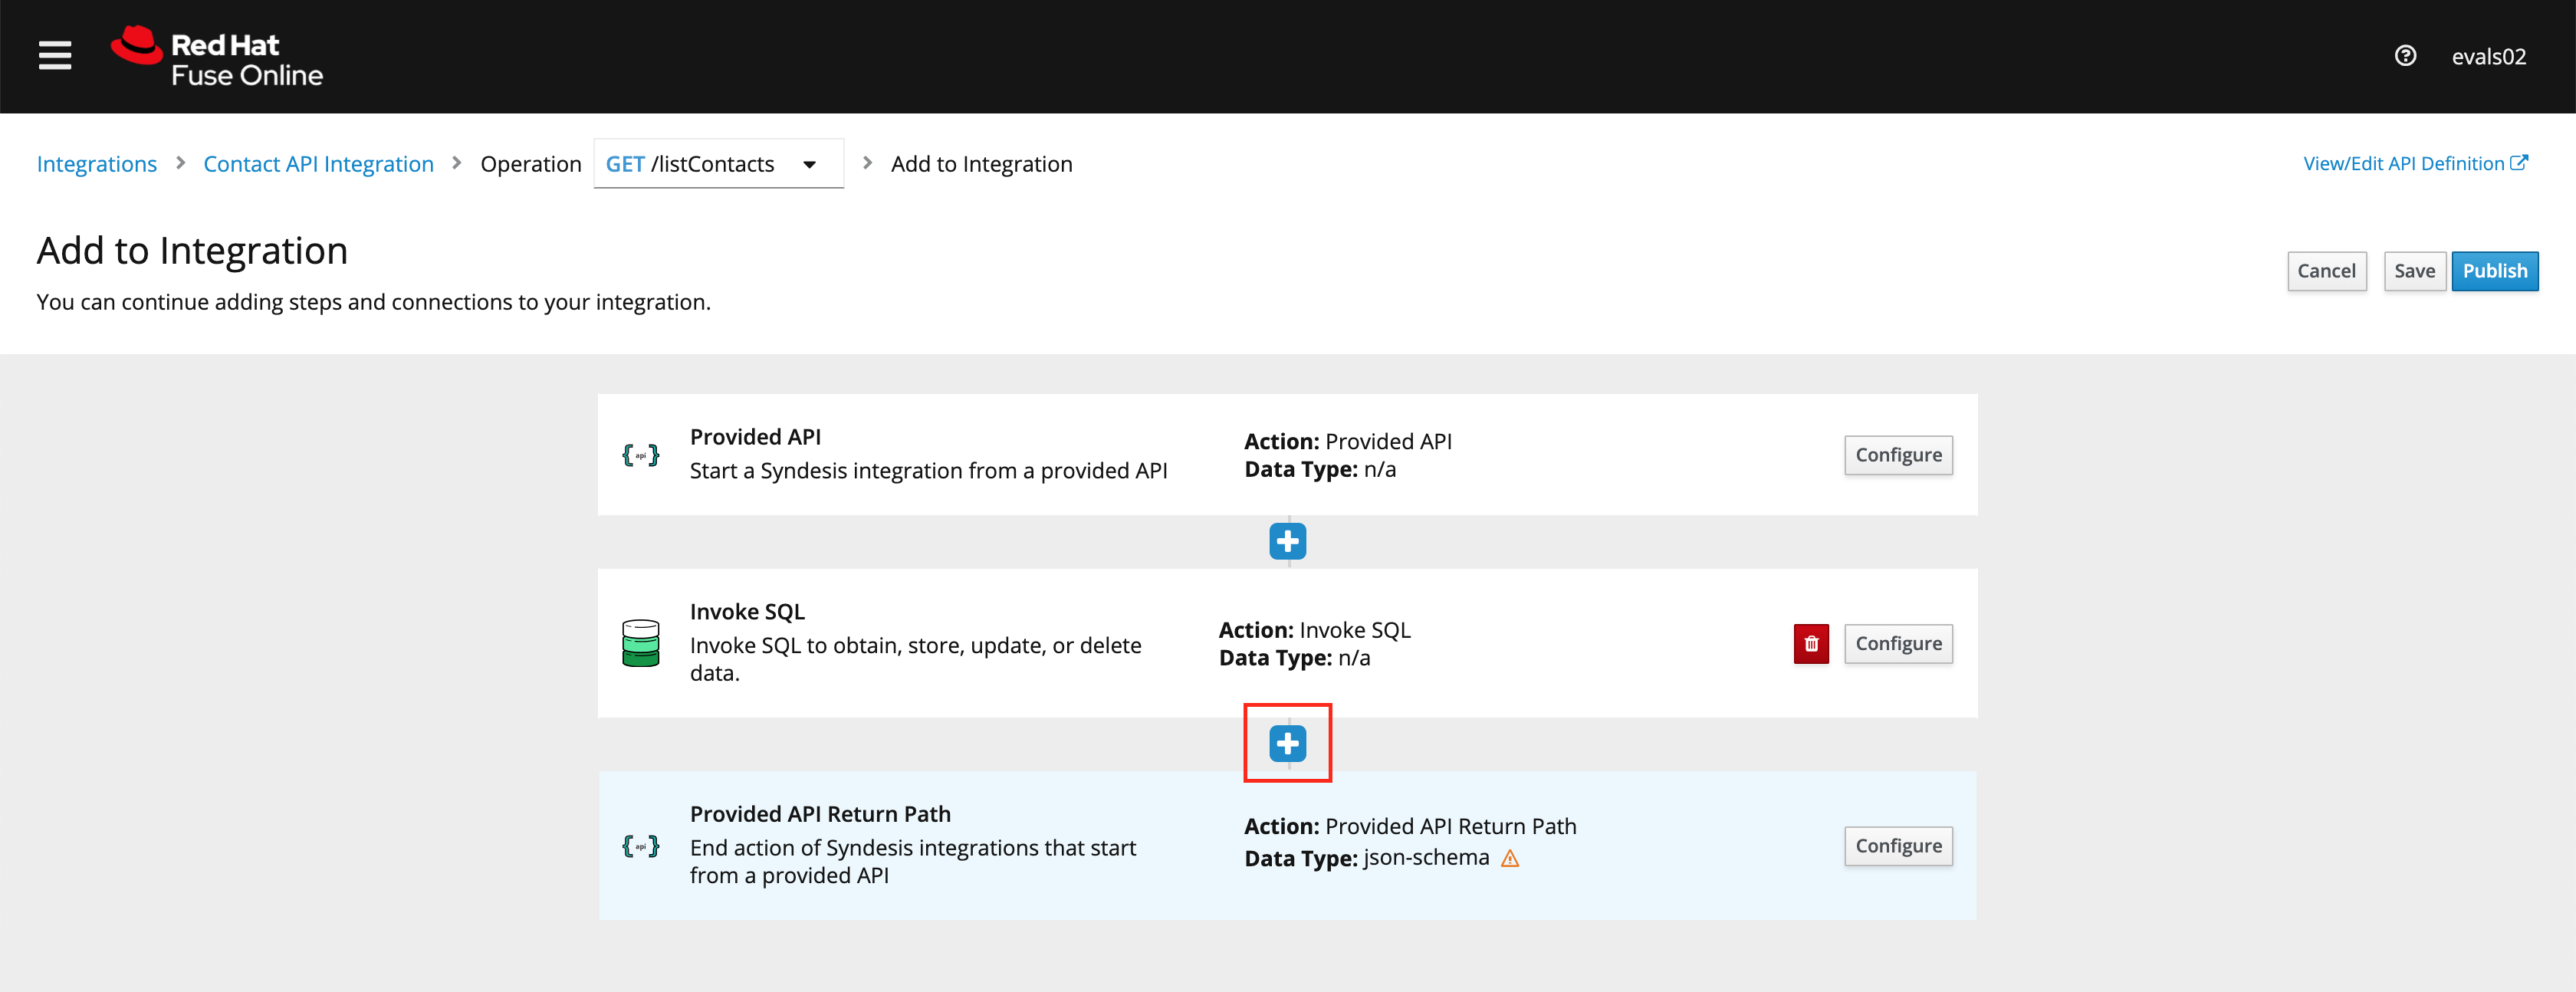 Red Hat
Fuse Online
evals02
Integrations > Contact API Integration > Operation GET /listContacts > Add to Integration
View/Edit API Definition
Add to Integration
You can continue adding steps and connections to your integration.
Cancel Save Publish
{api}
Provided API
Start a Syndesis integration from a provided API
Action: Provided API
Data Type: n/a
Configure
Invoke SQL
Invoke SQL to obtain, store, update, or delete
data.
Action: Invoke SQL
Data Type: n/a
Configure
{api}
Provided API Return Path
End action of Syndesis integrations that start
from a provided API
Action: Provided API Return Path
Data Type: json-schema
Configure